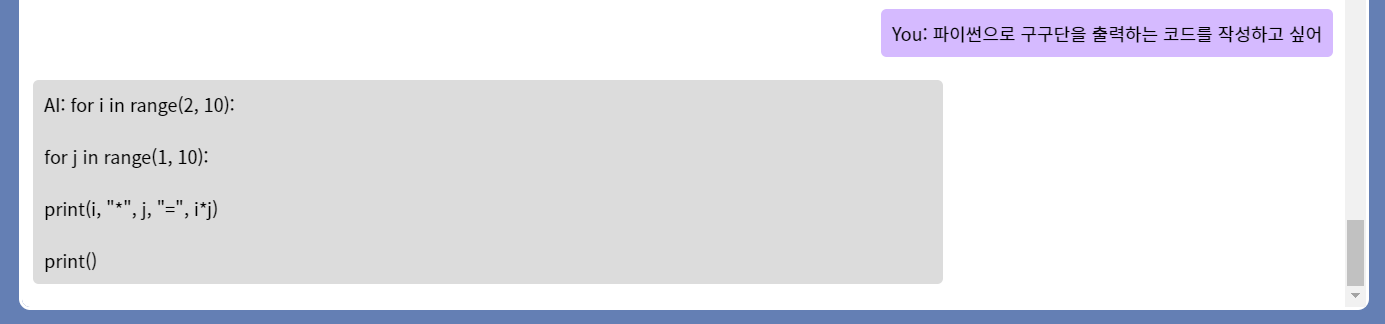 You: 파이썬으로 구구단을 출력하는 코드를 작성하고 싶어
AI: for i in range(2, 10):
for j in range(1, 10):
print(i, "*", j, "=", i*j)
print()